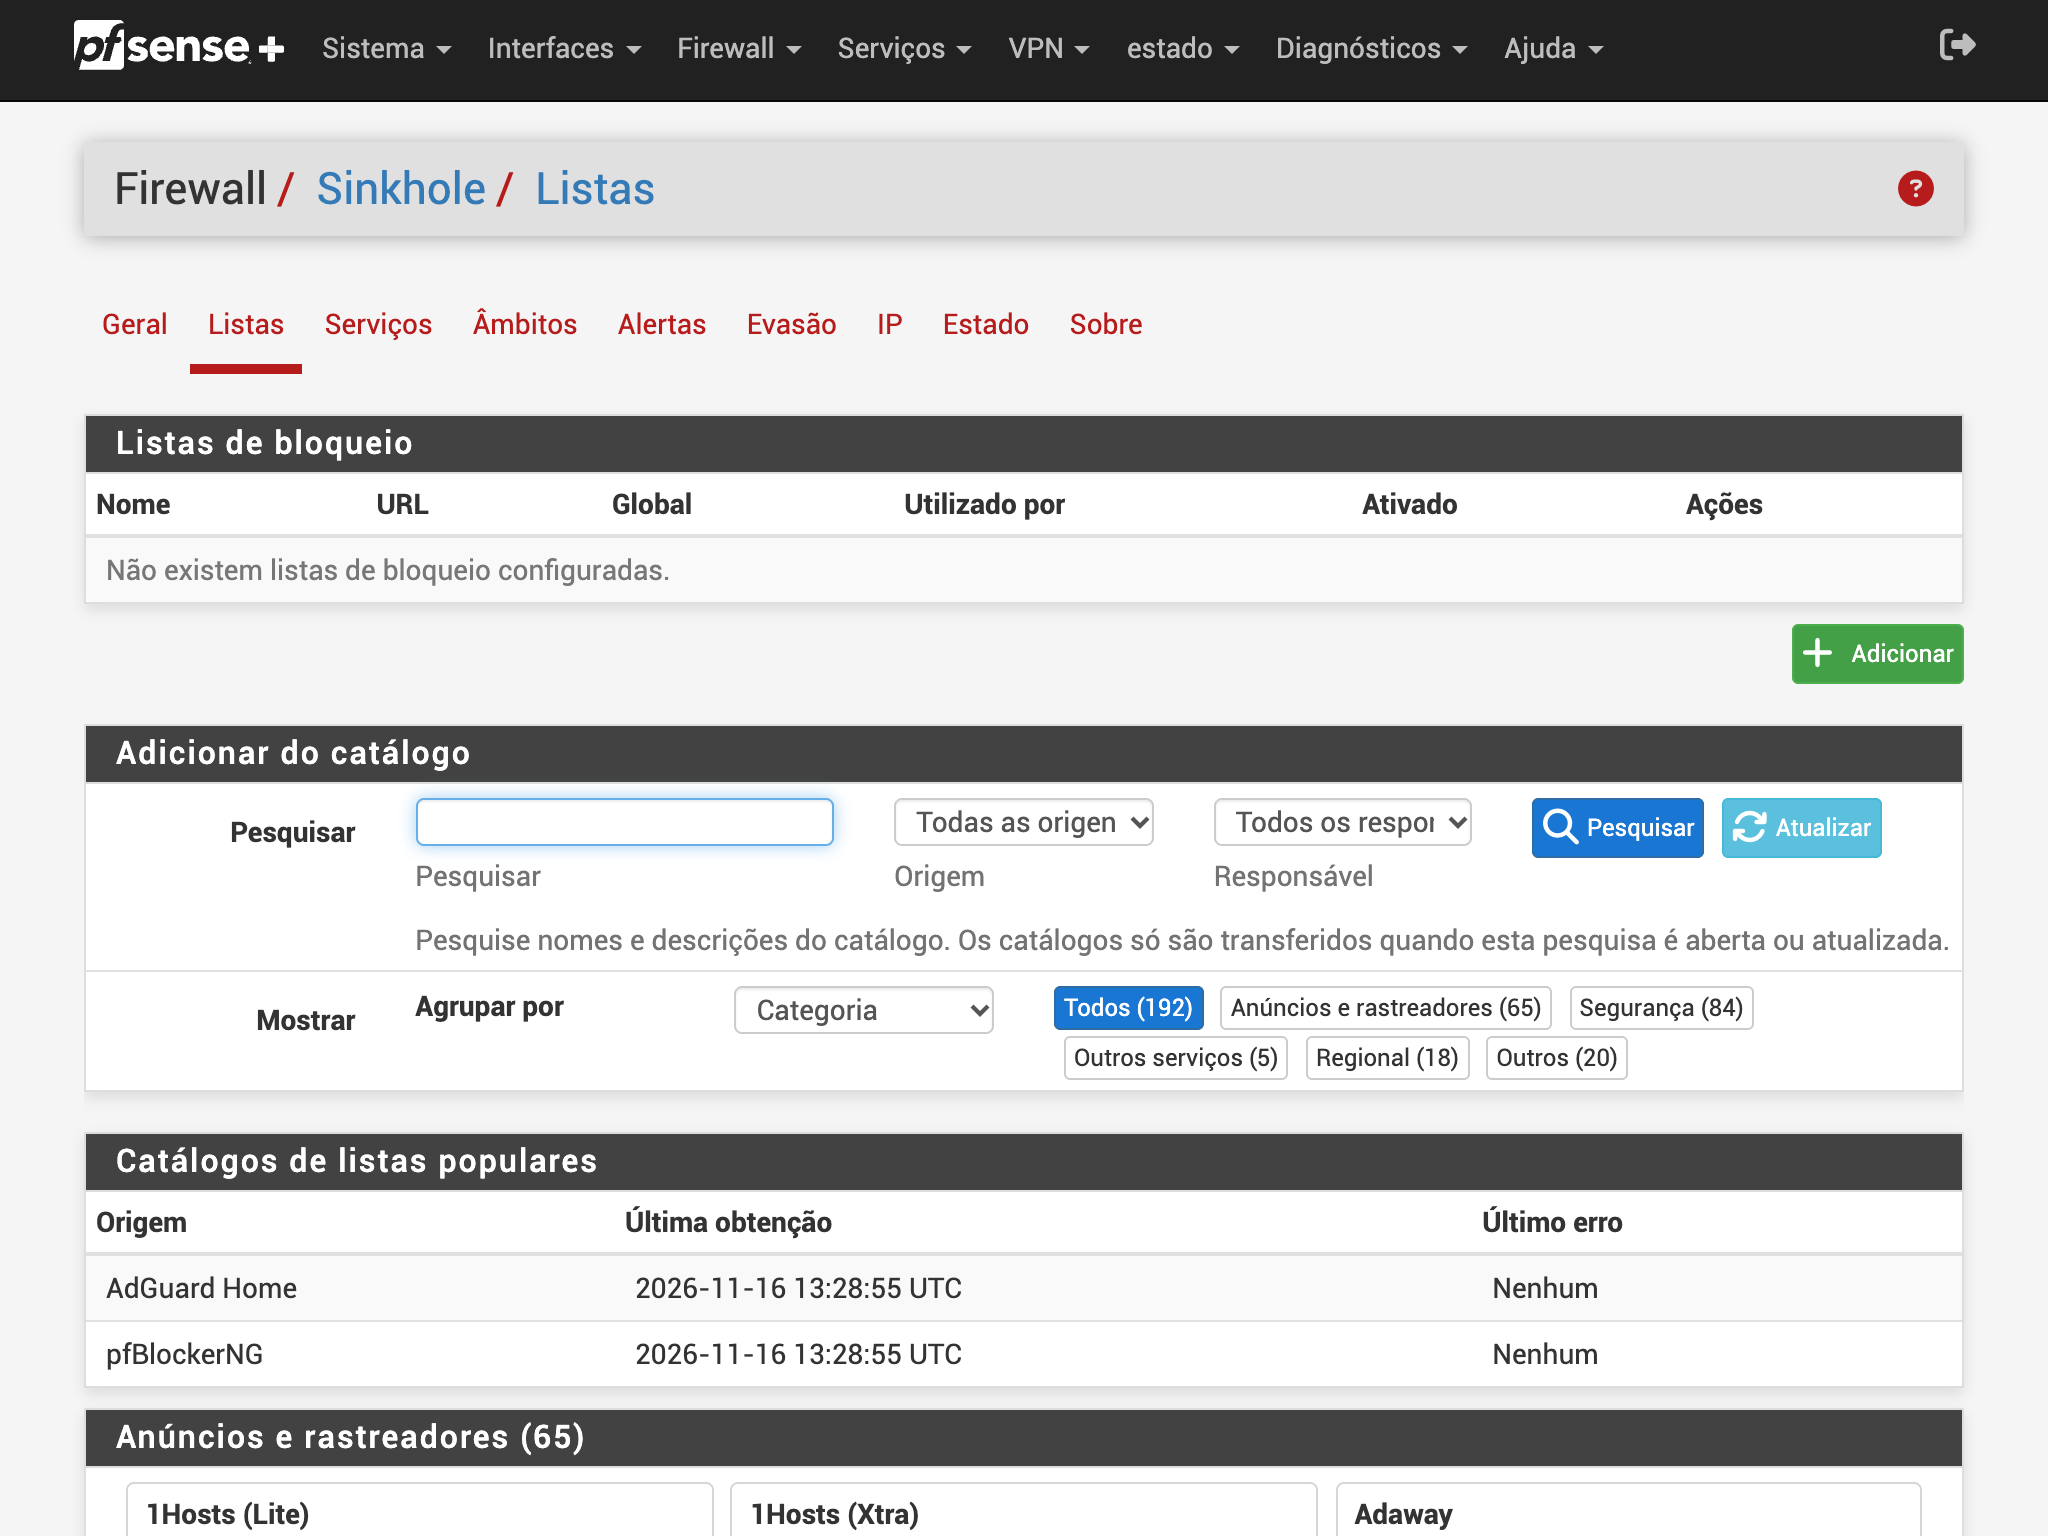 pfsense +
Sistema
Interfaces
Firewall
Serviços
VPN
estado
Diagnósticos
Ajuda
Firewall / Sinkhole / Listas
?
Geral
Listas
Serviços
Âmbitos
Alertas
Evasão
IP
Estado
Sobre
Listas de bloqueio
Nome URL Global Utilizado por Ativado Ações
Não existem listas de bloqueio configuradas.
Adicionar
Adicionar do catálogo
Pesquisar
Todas as origen
Todos os respor
Pesquisar
Atualizar
Pesquisar
Origem
Responsável
Pesquise nomes e descrições do catálogo. Os catálogos só são transferidos quando esta pesquisa é aberta ou atualizada.
Mostrar
Agrupar por
Categoria
Todos (192)
Anúncios e rastreadores (65)
Segurança (84)
Outros serviços (5)
Regional (18)
Outros (20)
Catálogos de listas populares
Origem Última obtenção Último erro
AdGuard Home 2026-11-16 13:28:55 UTC Nenhum
pfBlockerNG 2026-11-16 13:28:55 UTC Nenhum
Anúncios e rastreadores (65)
1Hosts (Lite)
1Hosts (Xtra)
Adaway